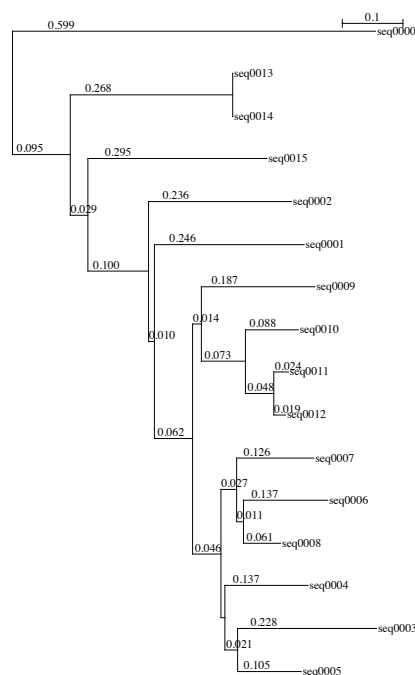 0.599
0.1
seq0000
seq0013
0.268
seq0014
0.095
0.295
seq0015
0.236
seq0002
0.029
0.246
seq0001
0.100
0.187
seq0009
0.014
0.088
seq0010
0.010
0.073
0.024
seq0011
0.048
0.019
seq0012
0.062
0.126
seq0007
0.027
0.137
seq0006
0.011
0.061
seq0008
0.046
0.137
seq0004
0.228
seq0003
0.021
0.105
seq0005